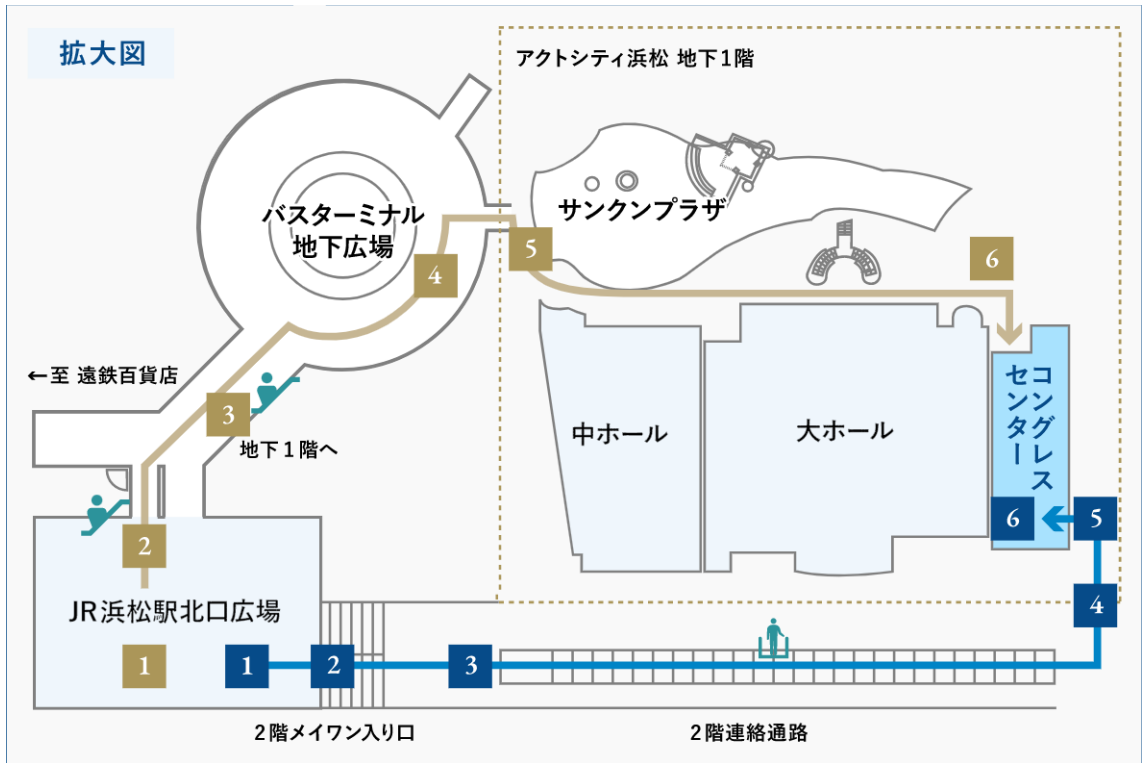 拡大図
アクトシティ浜松 地下1階
サンクンプラザ
バスターミナル
地下広場
5
4
6
←至 遠鉄百貨店
3
地下1階へ
コングレス
センター
中ホール
大ホール
2
6
5
JR浜松駅北口広場
4
1
1
2
3
2階メイワン入り口
2階連絡通路